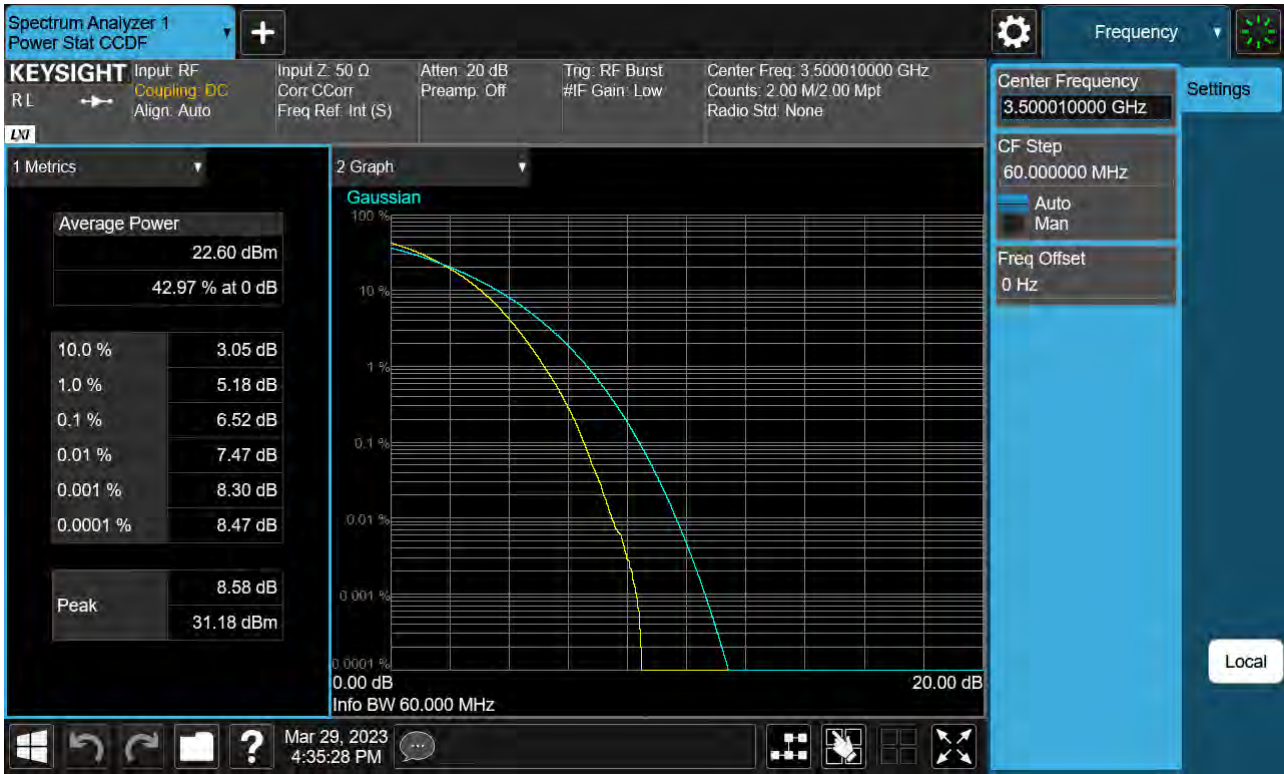 Spectrum Analyzer 1
Power Stat CCDF
+
Frequency
KEYSIGHT
RL
LXI
Input: RF
Coupling: DC
Align: Auto
Input Z: 50 Ω
Corr CCorr
Freq Ref: Int (S)
Atten: 20 dB
Preamp: Off
Trig: RF Burst
#IF Gain: Low
Center Freq: 3.500010000 GHz
Counts: 2.00 M/2.00 Mpt
Radio Std: None
Center Frequency
3.500010000 GHz
Settings
CF Step
60.000000 MHz
Auto
Man
Freq Offset
0 Hz
1 Metrics
Average Power
22.60 dBm
42.97 % at 0 dB
10.0 % 3.05 dB
1.0 % 5.18 dB
0.1 % 6.52 dB
0.01 % 7.47 dB
0.001 % 8.30 dB
0.0001 % 8.47 dB
Peak
8.58 dB
31.18 dBm
2 Graph
Gaussian
100 %
10 %
1 %
0.1 %
0.01 %
0.001 %
0.0001 %
0.00 dB 20.00 dB
Info BW 60.000 MHz
Local
?
Mar 29, 2023
4:35:28 PM